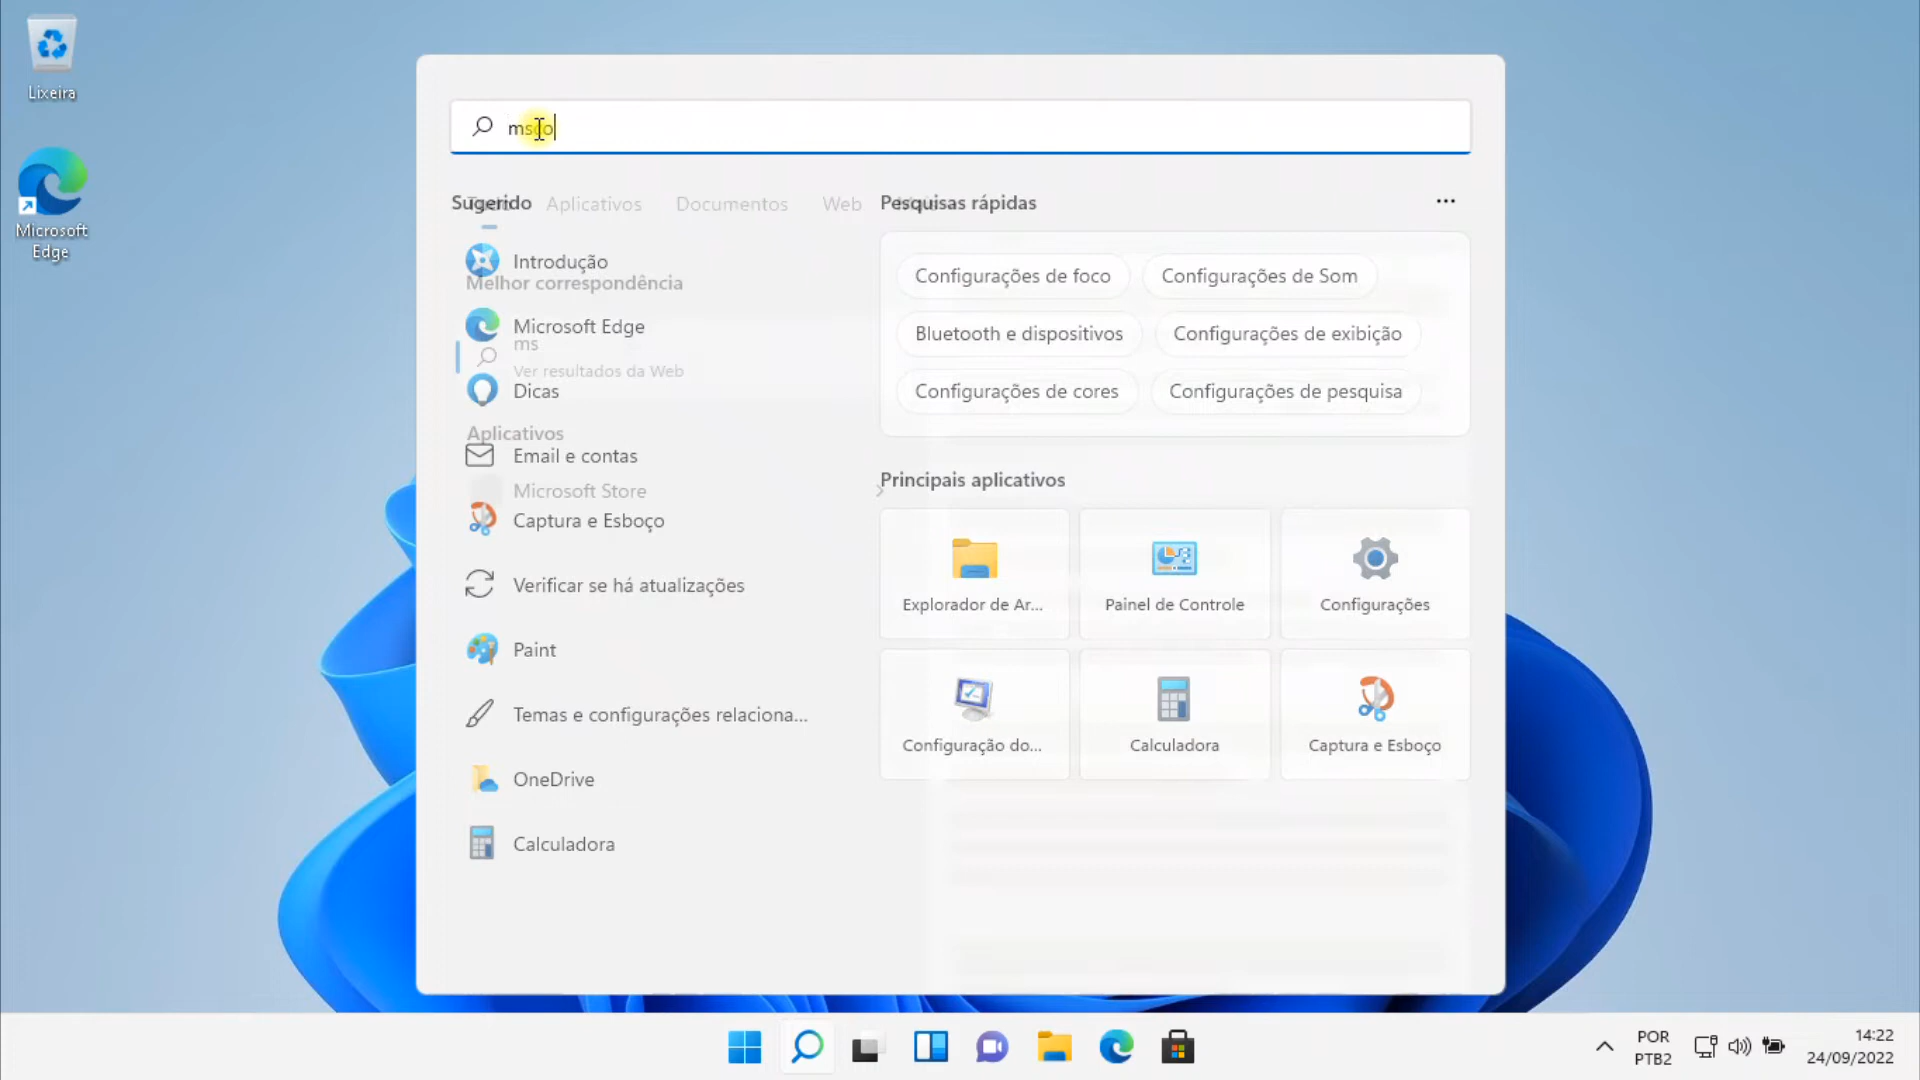 Lixeira
Microsoft
Edge
msco
Sugerido
Aplicativos
Documentos
Web
Pesquisas rápidas
Introdução
Melhor correspondência
Microsoft Edge
ms
Ver resultados da Web
Dicas
Aplicativos
Email e contas
Microsoft Store
Captura e Esboço
Verificar se há atualizações
Paint
Temas e configurações relaciona...
OneDrive
Calculadora
Configurações de foco
Configurações de Som
Bluetooth e dispositivos
Configurações de exibição
Configurações de cores
Configurações de pesquisa
Principais aplicativos
Explorador de Ar...
Painel de Controle
Configurações
Configuração do...
Calculadora
Captura e Esboço
POR
PTB2
14:22
24/09/2022